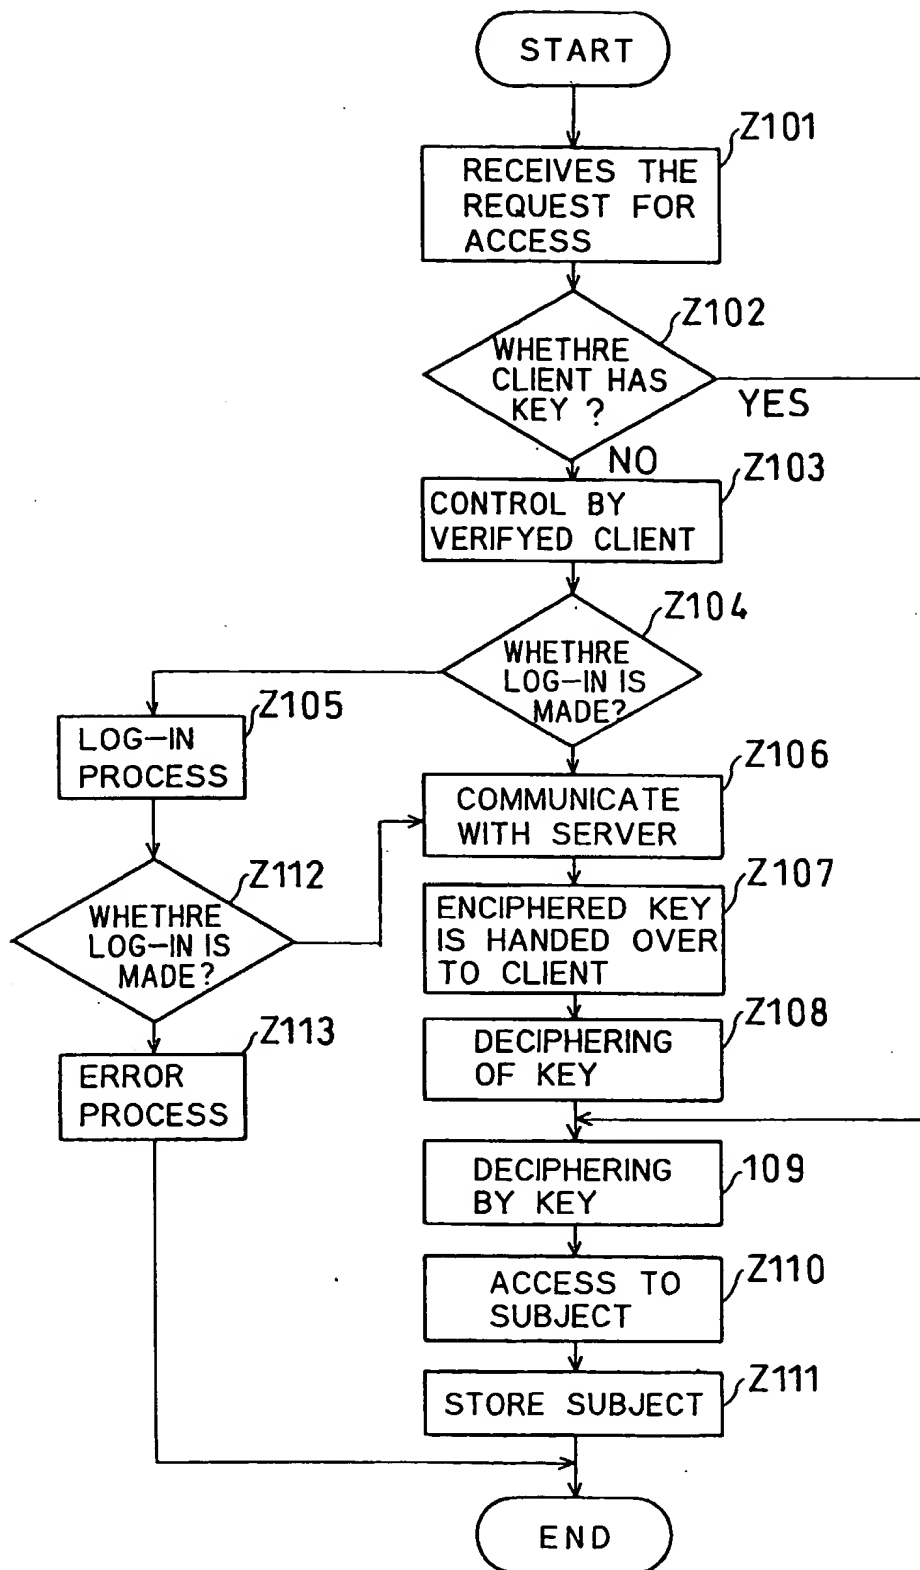 START
Z101
RECEIVES THE
REQUEST FOR
ACCESS
Z102
WHETHRE
CLIENT HAS
KEY ?
YES
NO
Z103
CONTROL BY
VERIFYED CLIENT
Z104
WHETHRE
LOG-IN IS
MADE?
Z105
LOG-IN
PROCESS
Z106
COMMUNICATE
WITH SERVER
Z112
WHETHRE
LOG-IN IS
MADE?
Z107
ENCIPHERED KEY
IS HANDED OVER
TO CLIENT
Z113
ERROR
PROCESS
Z108
DECIPHERING
OF KEY
109
DECIPHERING
BY KEY
Z110
ACCESS TO
SUBJECT
Z111
STORE SUBJECT
END